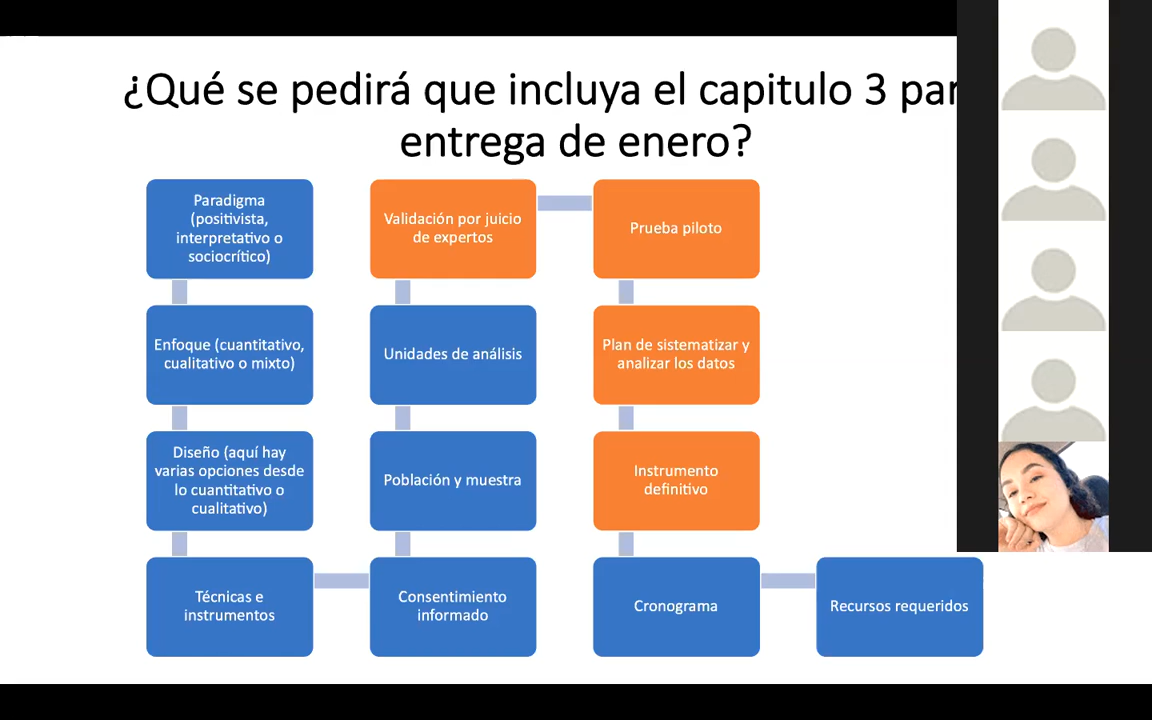 ¿Qué se pedirá que incluya el capitulo 3
entrega de enero?
Paradigma
(positivista,
interpretativo o
sociocrítico)
Enfoque (cuantitativo,
cualitativo o mixto)
Diseño (aquí hay
varias opciones desde
lo cuantitativo o
cualitativo)
Técnicas e
instrumentos
Consentimiento
informado
Población y muestra
Unidades de análisis
Validación por juicio
de expertos
Prueba piloto
Plan de sistematizar y
analizar los datos
Instrumento
definitivo
Cronograma
Recursos requeridos